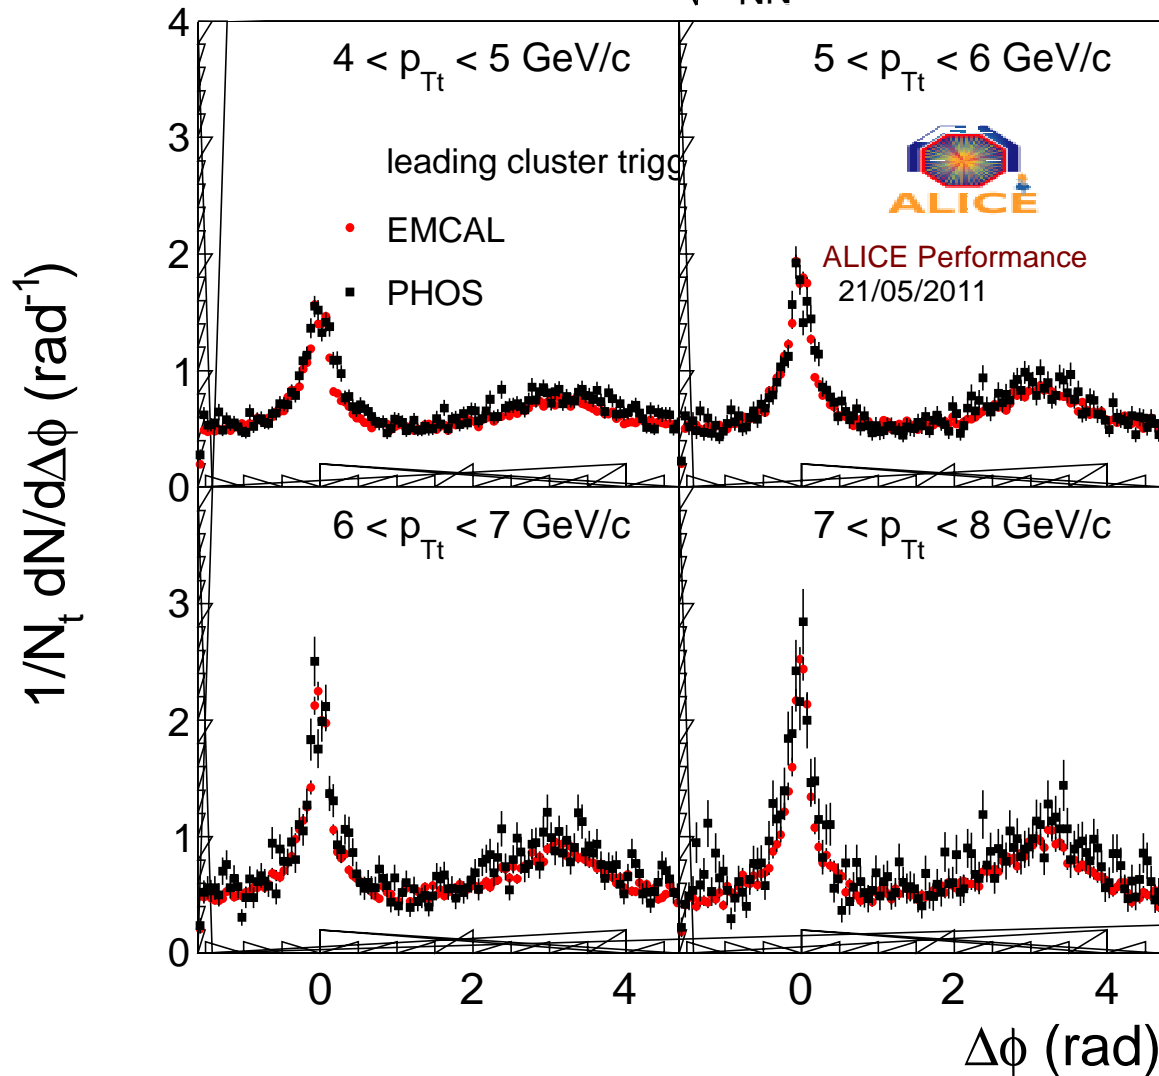 4
4 < p_Tt < 5 GeV/c
5 < p_Tt < 6 GeV/c
3
leading cluster trigg
ALICE
EMCAL
2
ALICE Performance
PHOS
21/05/2011
1
0
6 < p_Tt < 7 GeV/c
7 < p_Tt < 8 GeV/c
3
2
1
0
0 2 4 0 2 4
Δϕ (rad)
1/N_t dN/dΔϕ (rad^-1)